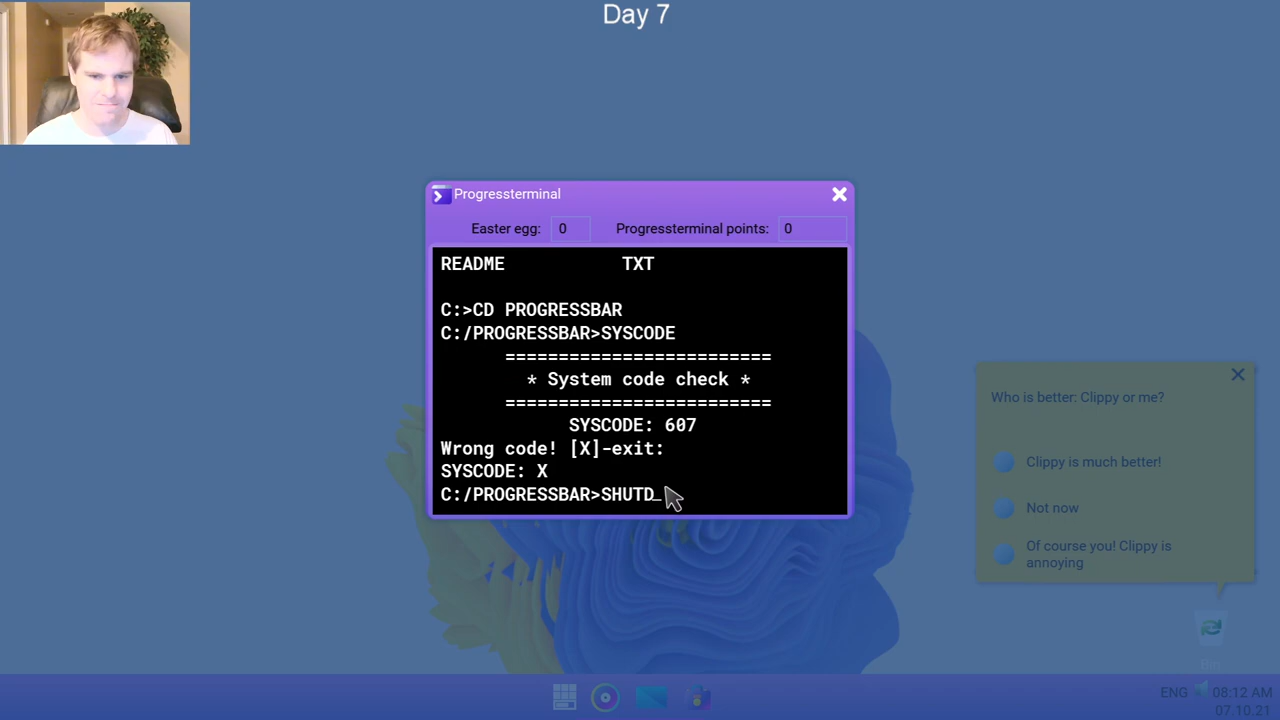 Day 7
Progressterminal
Easter egg: 0 Progressterminal points: 0
README TXT
C:>CD PROGRESSBAR
C:/PROGRESSBAR>SYSCODE
=========================
* System code check *
=========================
SYSCODE: 607
Wrong code! [X]-exit:
SYSCODE: X
C:/PROGRESSBAR>SHUTD_
Who is better: Clippy or me?
Clippy is much better!
Not now
Of course you! Clippy is
annoying
Bin
ENG 08:12 AM
07.10.21